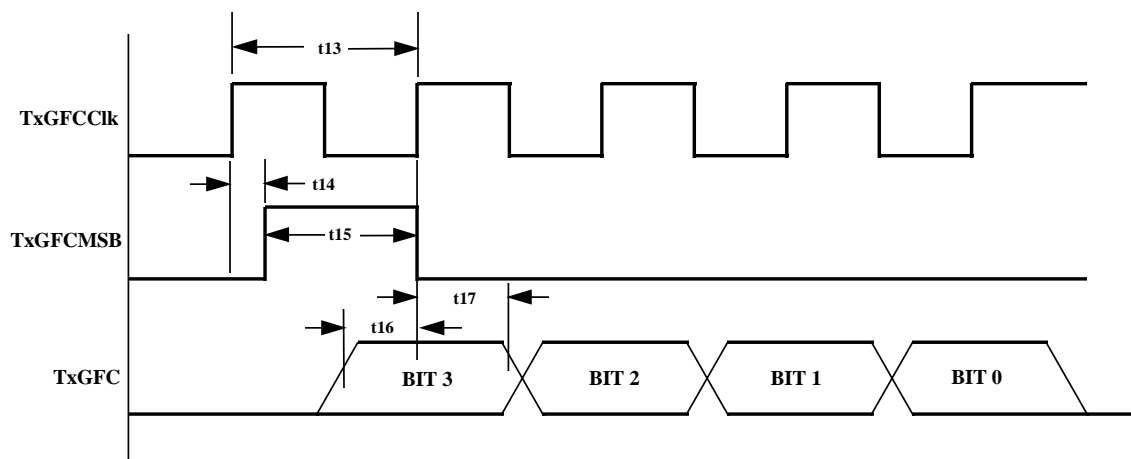 t13
TxGFCClk
t14
TxGFCMSB
t15
t17
t16
TxGFC
BIT 3
BIT 2
BIT 1
BIT 0